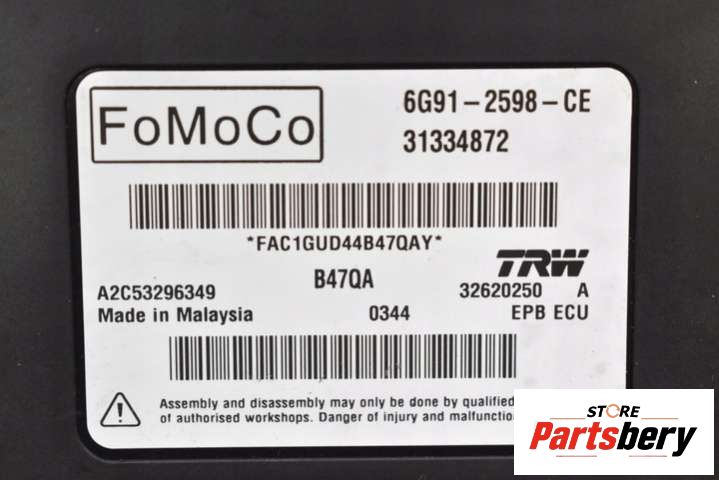 FoMoCo
6G91-2598-CE
31334872
*FAC1GUD44B47QAY*
B47QA
TRW
A2C53296349
32620250 A
Made in Malaysia
0344
EPB ECU
Assembly and disassembly may only be done by qualified
of authorised workshops. Danger of injury and malfunction
STORE
Partsbery